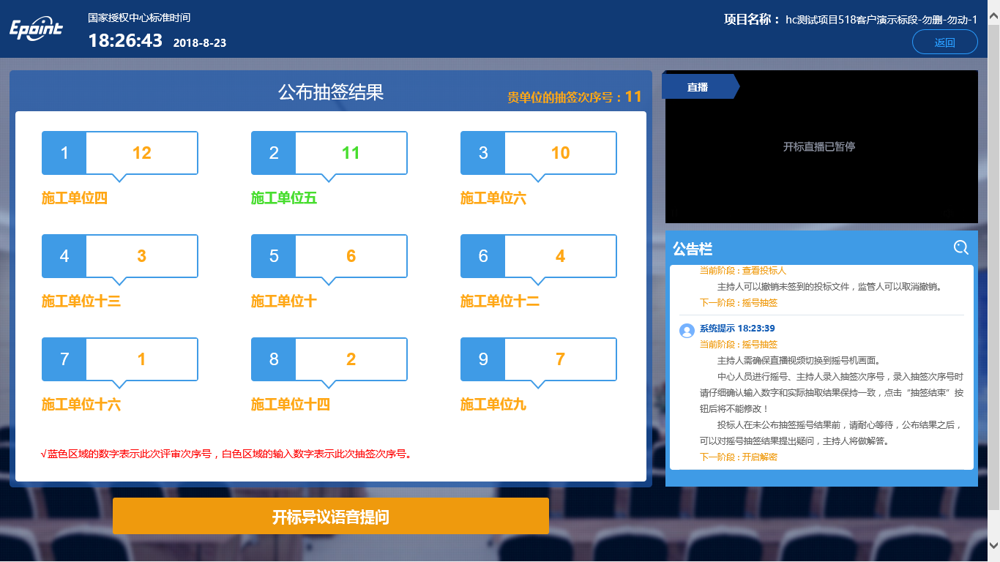 Epoint
国家授权中心标准时间
18:26:43 2018-8-23
项目名称： hc测试项目518客户演示标段-勿删-勿动-1
返回
公布抽签结果
贵单位的抽签次序号：11
1 12
施工单位四
2 11
施工单位五
3 10
施工单位六
4 3
施工单位十三
5 6
施工单位十
6 4
施工单位十二
7 1
施工单位十六
8 2
施工单位十四
9 7
施工单位九
√蓝色区域的数字表示此次评审次序号，白色区域的输入数字表示此次抽签次序号。
开标异议语音提问
直播
开标直播已暂停
公告栏
当前阶段：查看投标人
主持人可以撤销未签到的投标文件，监管人可以取消撤销。
下一阶段：摇号抽签
系统提示 18:23:39
当前阶段：摇号抽签
主持人需确保直播视频切换到摇号机画面。
中心人员进行摇号、主持人录入抽签次序号，录入抽签次序号时
请仔细确认输入数字和实际抽取结果保持一致，点击“抽签结束”按
钮后将不能修改！
投标人在未公布抽签摇号结果前，请耐心等待，公布结果之后，
可以对摇号抽签结果提出疑问，主持人将做解答。
下一阶段：开启解密